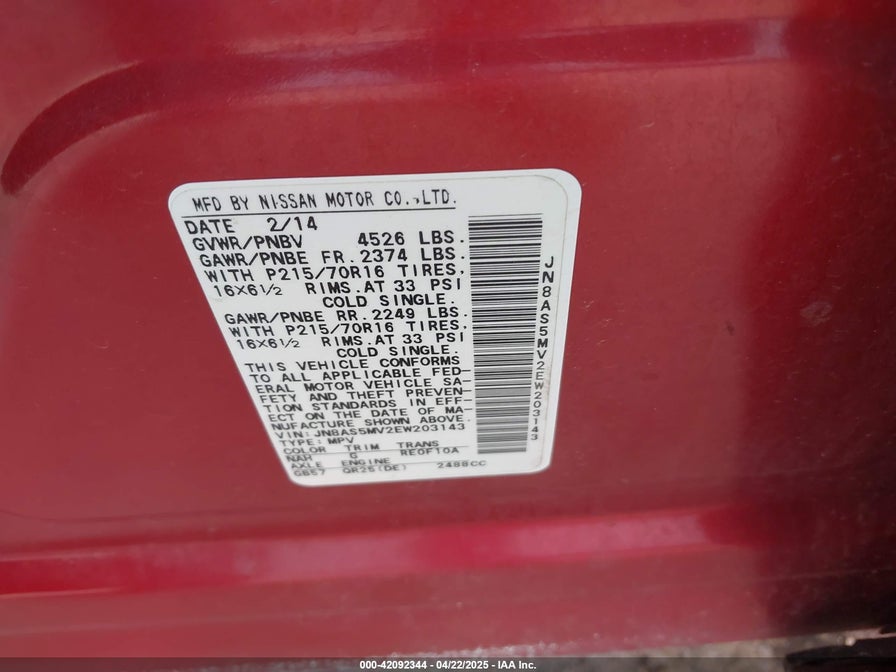 MFD BY NISSAN MOTOR CO.,LTD.
DATE 2/14
GVWR/PNBV 4526 LBS.
GAWR/PNBE FR. 2374 LBS.
WITH P215/70R16 TIRES,
16X6½ RIMS.AT 33 PSI
COLD SINGLE.
GAWR/PNBE RR. 2249 LBS.
WITH P215/70R16 TIRES,
16X6½ RIMS.AT 33 PSI
COLD SINGLE.
THIS VEHICLE CONFORMS
TO ALL APPLICABLE FED-
ERAL MOTOR VEHICLE SA-
FETY AND THEFT PREVEN-
TION STANDARDS IN EFF-
ECT ON THE DATE OF MA-
NUFACTURE SHOWN ABOVE.
VIN: JN8AS5MV2EW203143
TYPE: MPV
COLOR TRIM TRANS
NAH G RE0F10A
AXLE ENGINE
GB57 QR25(DE) 2488CC
JN8AS5MV2EW203143
000-42092344 - 04/22/2025 - IAA Inc.